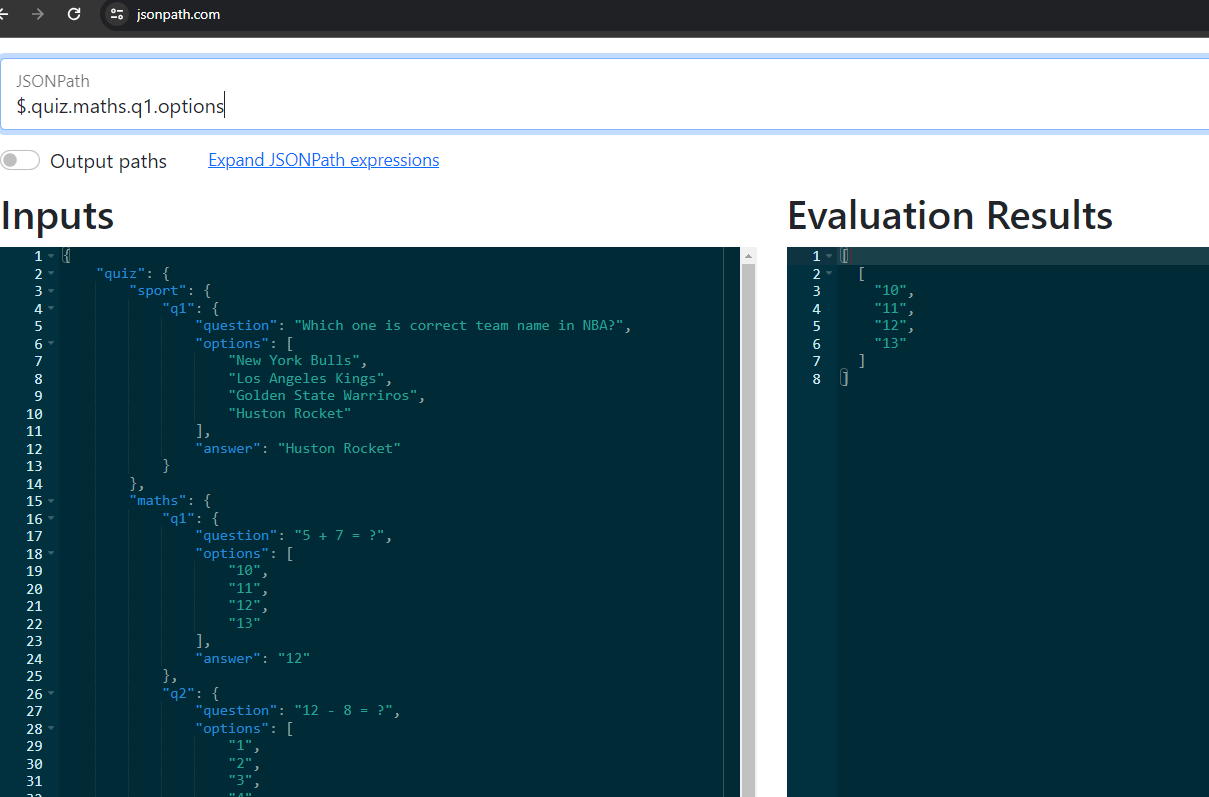 jsonpath.com
JSONPath
$.quiz.maths.q1.options
Output paths Expand JSONPath expressions
Inputs
1 {
2 "quiz": {
3 "sport": {
4 "q1": {
5 "question": "Which one is correct team name in NBA?",
6 "options": [
7 "New York Bulls",
8 "Los Angeles Kings",
9 "Golden State Warriros",
10 "Huston Rocket"
11 ],
12 "answer": "Huston Rocket"
13 }
14 },
15 "maths": {
16 "q1": {
17 "question": "5 + 7 = ?",
18 "options": [
19 "10",
20 "11",
21 "12",
22 "13"
23 ],
24 "answer": "12"
25 },
26 "q2": {
27 "question": "12 - 8 = ?",
28 "options": [
29 "1",
30 "2",
31 "3",
32 "4"
Evaluation Results
1 [
2 [
3 "10",
4 "11",
5 "12",
6 "13"
7 ]
8 ]